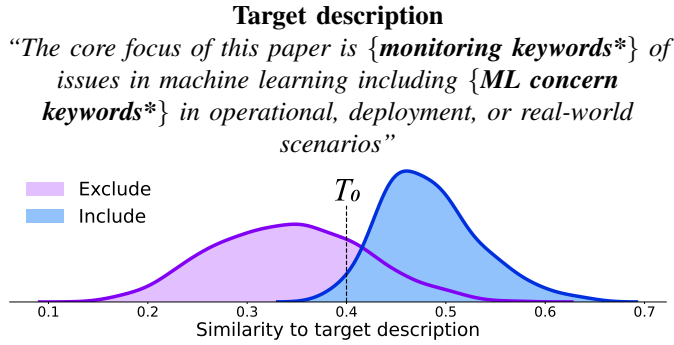 Target description
“The core focus of this paper is {monitoring keywords*} of
issues in machine learning including {ML concern
keywords*} in operational, deployment, or real-world
scenarios”
Exclude
Include
T₀
0.1 0.2 0.3 0.4 0.5 0.6 0.7
Similarity to target description